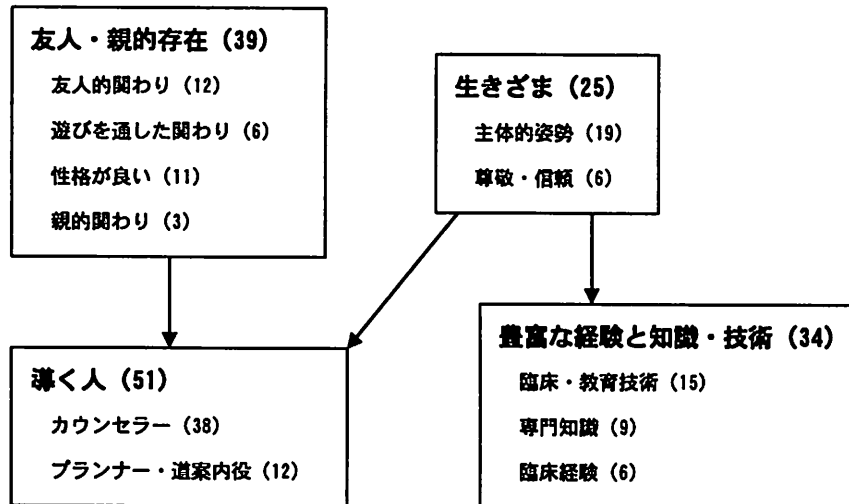 友人・親的存在（39）
友人的関わり（12）
遊びを通した関わり（6）
性格が良い（11）
親的関わり（3）
生きざま（25）
主体的姿勢（19）
尊敬・信頼（6）
導く人（51）
カウンセラー（38）
プランナー・道案内役（12）
豊富な経験と知識・技術（34）
臨床・教育技術（15）
専門知識（9）
臨床経験（6）